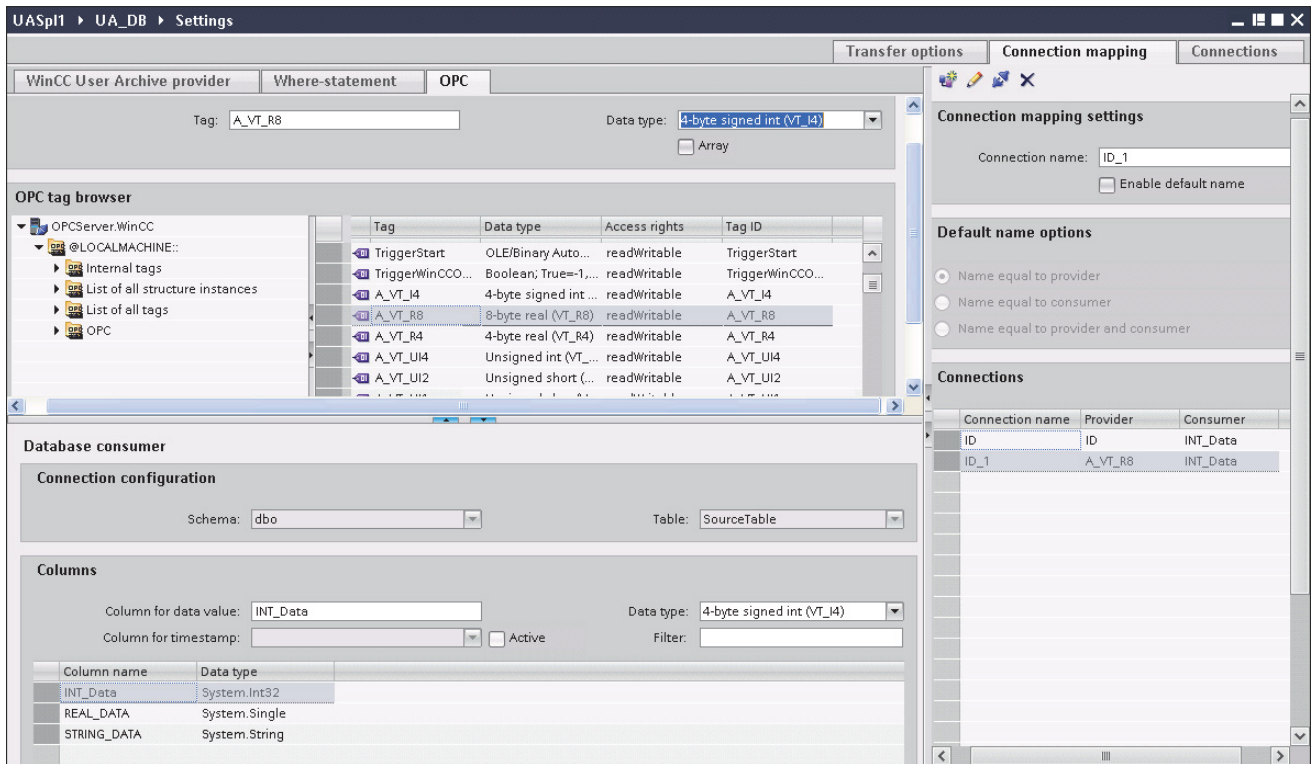 UASpl1 ▸ UA_DB ▸ Settings
Transfer options Connection mapping Connections
WinCC User Archive provider Where-statement OPC
Tag: A_VT_R8 Data type: 4-byte signed int (VT_I4)
Array
OPC tag browser
OPCServer.WinCC
@LOCALMACHINE::
Internal tags
List of all structure instances
List of all tags
OPC
Tag Data type Access rights Tag ID
TriggerStart OLE/Binary Auto... readWritable TriggerStart
TriggerWinCCO... Boolean; True=-1,... readWritable TriggerWinCCO...
A_VT_I4 4-byte signed int ... readWritable A_VT_I4
A_VT_R8 8-byte real (VT_R8) readWritable A_VT_R8
A_VT_R4 4-byte real (VT_R4) readWritable A_VT_R4
A_VT_UI4 Unsigned int (VT_... readWritable A_VT_UI4
A_VT_UI2 Unsigned short (... readWritable A_VT_UI2
Database consumer
Connection configuration
Schema: dbo Table: SourceTable
Columns
Column for data value: INT_Data Data type: 4-byte signed int (VT_I4)
Column for timestamp: Active Filter:
Column name Data type
INT_Data System.Int32
REAL_DATA System.Single
STRING_DATA System.String
Connection mapping settings
Connection name: ID_1
Enable default name
Default name options
Name equal to provider
Name equal to consumer
Name equal to provider and consumer
Connections
Connection name Provider Consumer
ID ID INT_Data
ID_1 A_VT_R8 INT_Data